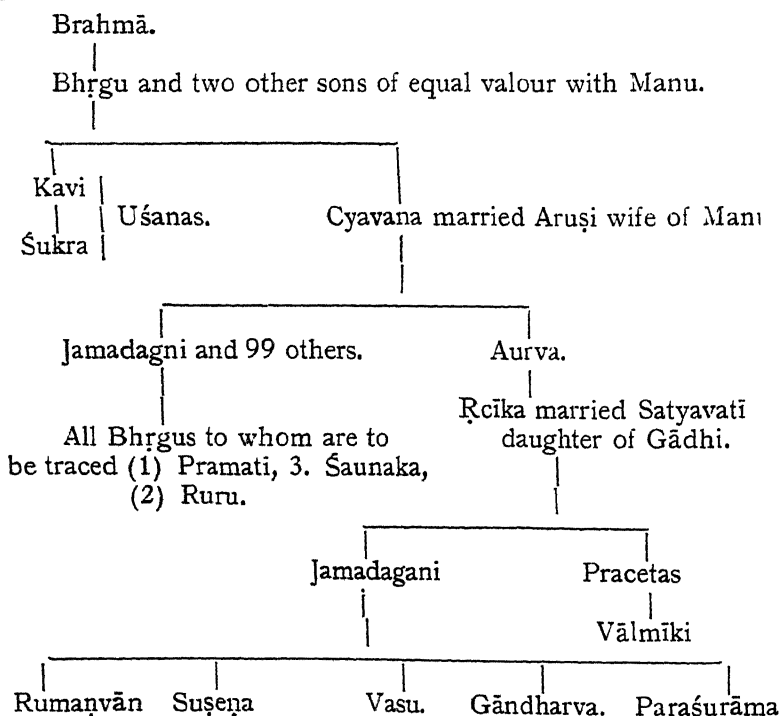 Brahmā.
Bhṛgu and two other sons of equal valour with Manu.
Kavi
Uśanas.
Śukra
Cyavana married Aruṣi wife of Manu
Jamadagni and 99 others.
Aurva.
All Bhṛgus to whom are to
be traced (1) Pramati, 3. Śaunaka,
(2) Ruru.
Ṛcīka married Satyavatī
daughter of Gādhi.
Jamadagani
Pracetas
Vālmīki
Rumaṇvān Suṣeṇa Vasu. Gāndharva. Paraśurāma